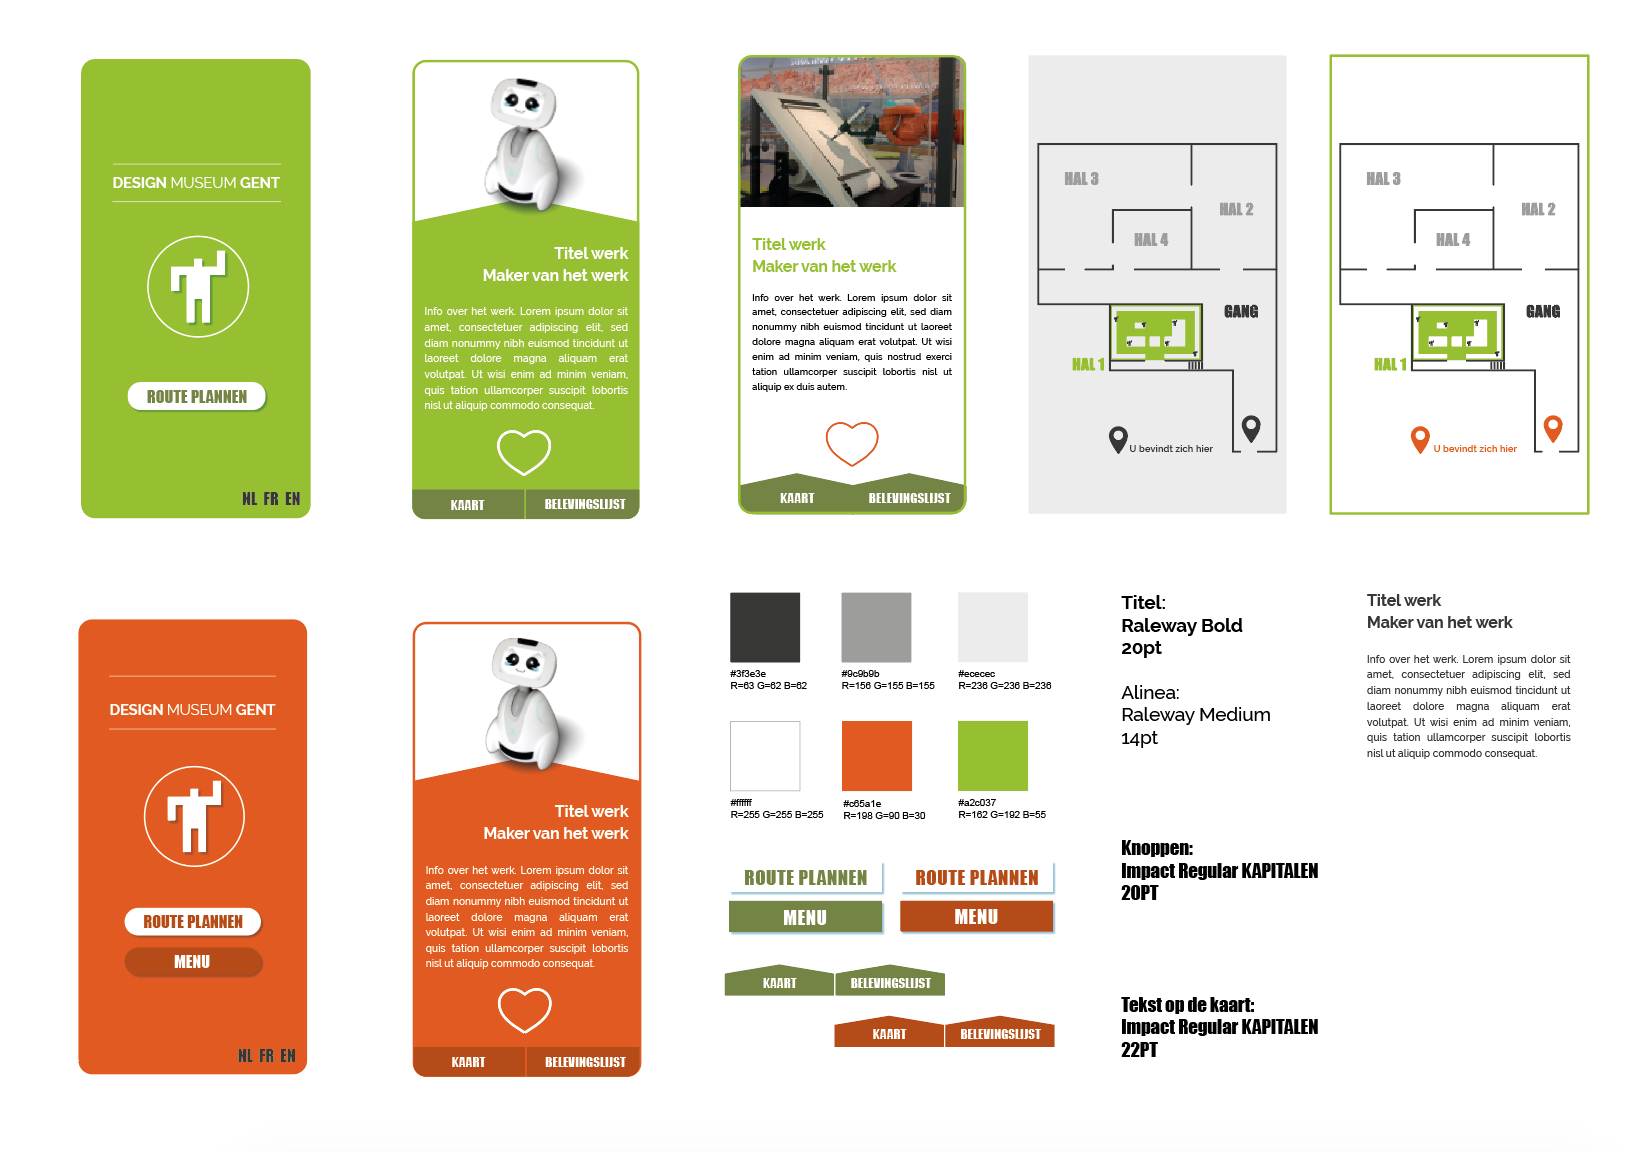 DESIGN MUSEUM GENT
ROUTE PLANNEN
NL FR EN
Titel werk
Maker van het werk
Info over het werk. Lorem ipsum dolor sit
amet, consectetuer adipiscing elit, sed
diam nonummy nibh euismod tincidunt ut
laoreet dolore magna aliquam erat
volutpat. Ut wisi enim ad minim veniam,
quis tation ullamcorper suscipit lobortis
nisl ut aliquip commodo consequat.
KAART
BELEVINGSLIJST
Titel werk
Maker van het werk
Info over het werk. Lorem ipsum dolor sit
amet, consectetuer adipiscing elit, sed diam
nonummy nibh euismod tincidunt ut laoreet
dolore magna aliquam erat volutpat. Ut wisi
enim ad minim veniam, quis nostrud exerci
tation ullamcorper suscipit lobortis nisl ut
aliquip ex duis autem.
KAART
BELEVINGSLIJST
HAL 3
HAL 2
HAL 4
GANG
HAL 1
U bevindt zich hier
HAL 3
HAL 2
HAL 4
GANG
HAL 1
U bevindt zich hier
DESIGN MUSEUM GENT
ROUTE PLANNEN
MENU
NL FR EN
Titel werk
Maker van het werk
Info over het werk. Lorem ipsum dolor sit
amet, consectetuer adipiscing elit, sed
diam nonummy nibh euismod tincidunt ut
laoreet dolore magna aliquam erat
volutpat. Ut wisi enim ad minim veniam,
quis tation ullamcorper suscipit lobortis
nisl ut aliquip commodo consequat.
KAART
BELEVINGSLIJST
#3f3e3e
R=63 G=62 B=62
#9c9b9b
R=156 G=155 B=155
#ececec
R=236 G=236 B=236
#ffffff
R=255 G=255 B=255
#c65a1e
R=198 G=90 B=30
#a2c037
R=162 G=192 B=55
ROUTE PLANNEN
ROUTE PLANNEN
MENU
MENU
KAART
BELEVINGSLIJST
KAART
BELEVINGSLIJST
Titel:
Raleway Bold
20pt
Alinea:
Raleway Medium
14pt
Knoppen:
Impact Regular KAPITALEN
20PT
Tekst op de kaart:
Impact Regular KAPITALEN
22PT
Titel werk
Maker van het werk
Info over het werk. Lorem ipsum dolor sit
amet, consectetuer adipiscing elit, sed
diam nonummy nibh euismod tincidunt ut
laoreet dolore magna aliquam erat
volutpat. Ut wisi enim ad minim veniam,
quis tation ullamcorper suscipit lobortis
nisl ut aliquip commodo consequat.